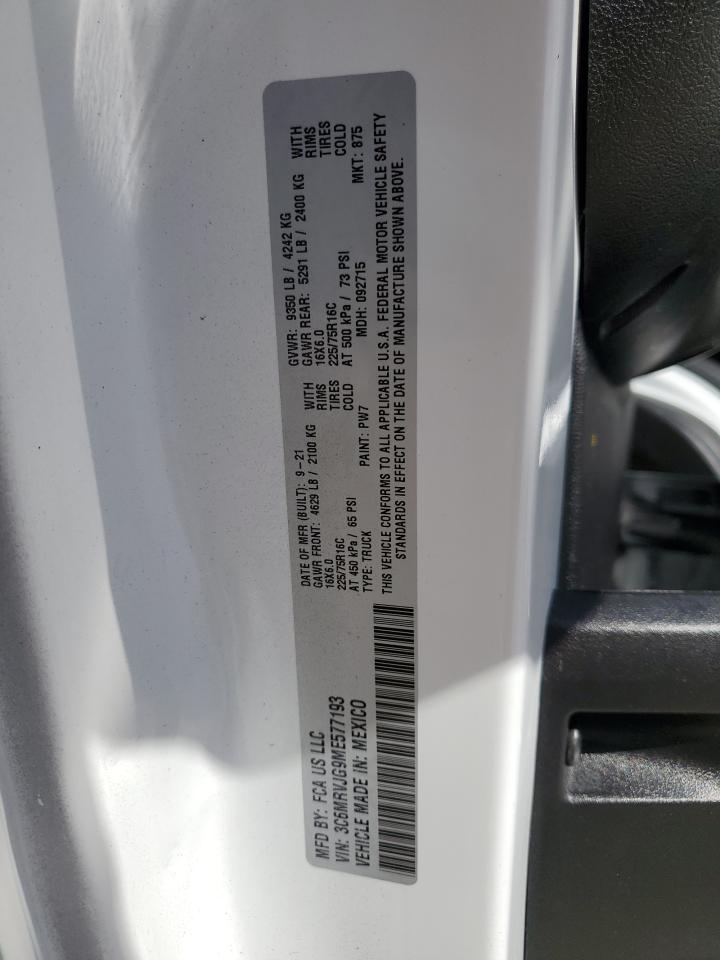 MFD BY: FCA US LLC
VIN: 3C6MRVJG9ME577193
VEHICLE MADE IN: MEXICO
DATE OF MFR (BUILT): 9-21
GAWR FRONT: 4629 LB / 2100 KG WITH
16X6.0 RIMS
225/75R16C TIRES
AT 450 kPa / 65 PSI COLD
TYPE: TRUCK PAINT: PW7
GVWR: 9350 LB / 4242 KG
GAWR REAR: 5291 LB / 2400 KG WITH
16X6.0 RIMS
225/75R16C TIRES
AT 500 kPa / 73 PSI COLD
MDH: 092715 MKT: 875
THIS VEHICLE CONFORMS TO ALL APPLICABLE U.S.A. FEDERAL MOTOR VEHICLE SAFETY
STANDARDS IN EFFECT ON THE DATE OF MANUFACTURE SHOWN ABOVE.